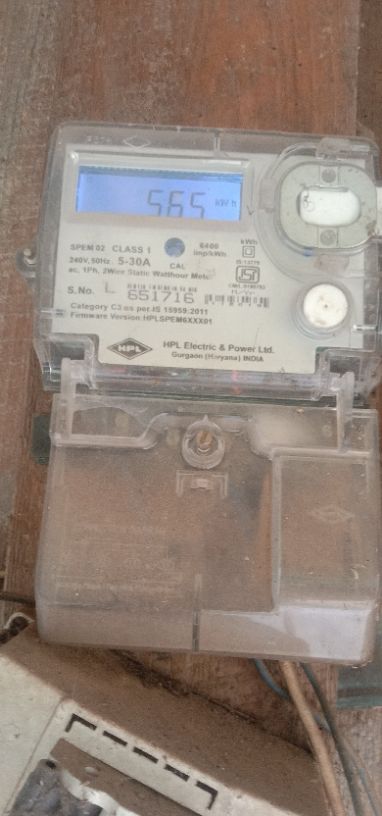 565 kWh
SPEM 02 CLASS 1
240V, 50Hz. 5-30A
CAL
6400
imp/kWh
kWh
ac, 1Ph, 2Wire Static Watthour Meter
IS:13779
S.No. L 651716
Category C3 as per IS 15959:2011
Firmware Version:HPLSPEM6XXX01
HPL
HPL Electric & Power Ltd.
Gurgaon (Haryana) INDIA